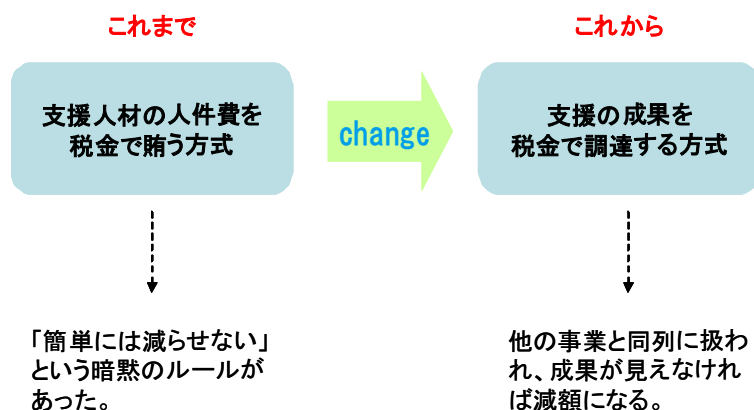 これまで
支援人材の人件費を
税金で賄う方式
「簡単には減らせない」
という暗黙のルールが
あった。
change
これから
支援の成果を
税金で調達する方式
他の事業と同列に扱わ
れ、成果が見えなけれ
ば減額になる。